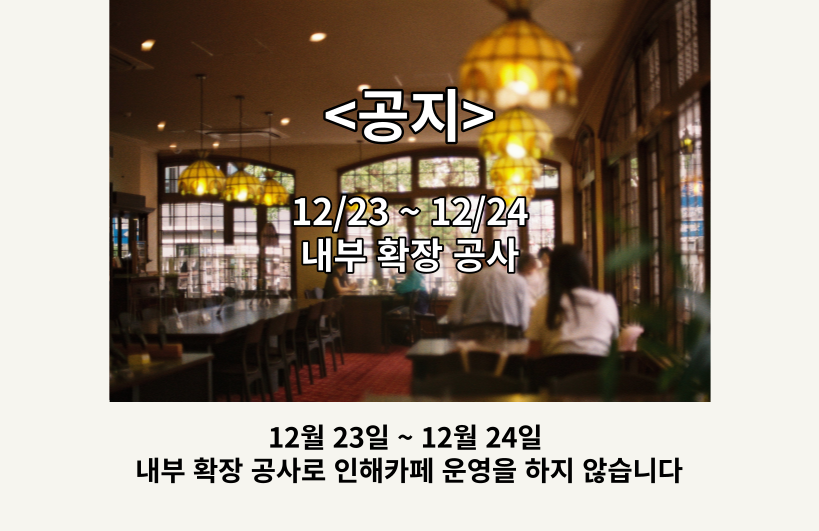 <공지>
12/23 ~ 12/24
내부 확장 공사
12월 23일 ~ 12월 24일
내부 확장 공사로 인해카페 운영을 하지 않습니다